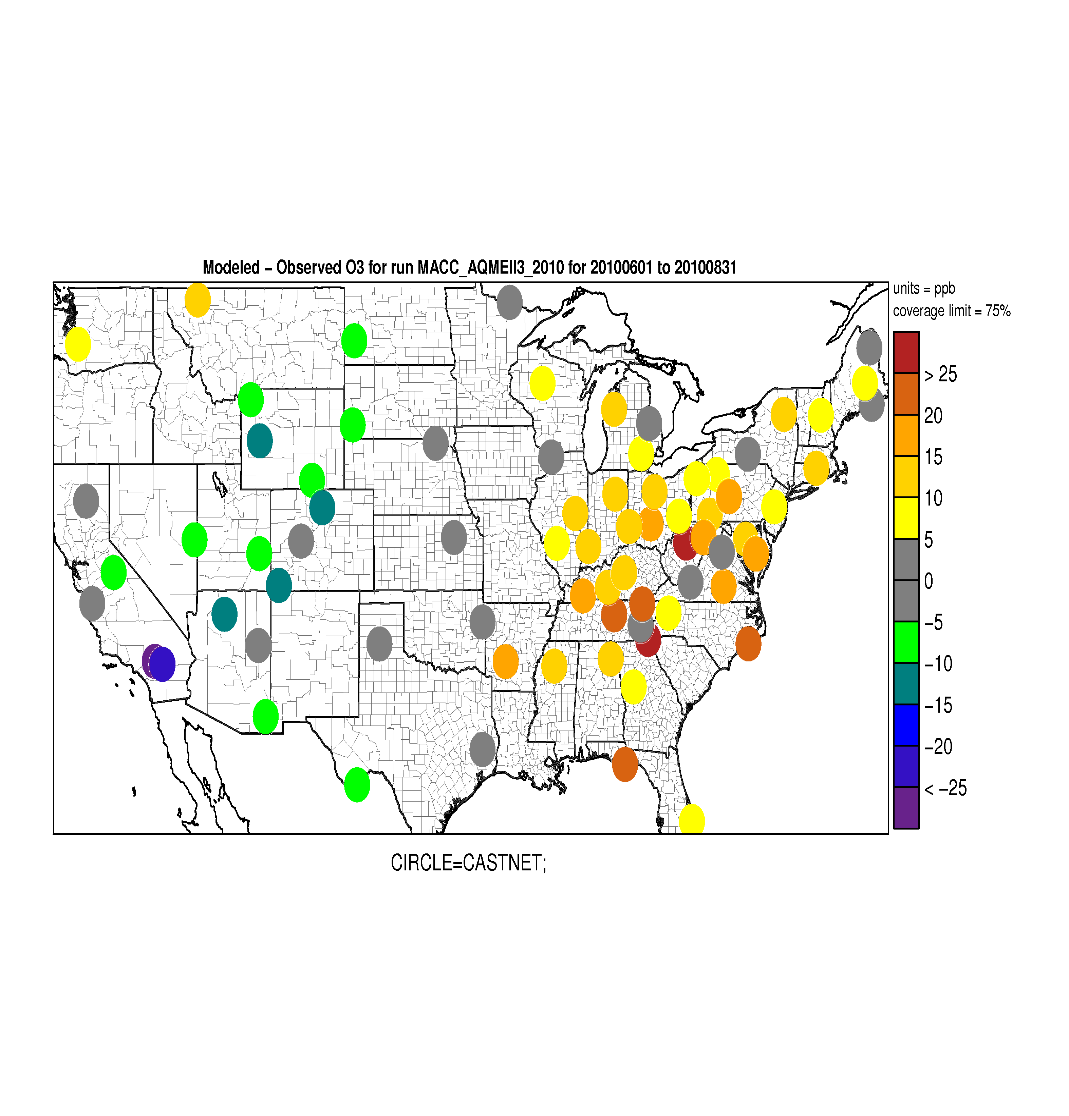 Modeled − Observed O3 for run MACC_AQMEII3_2010 for 20100601 to 20100831
units = ppb
coverage limit = 75%
> 25
20
15
10
5
0
−5
−10
−15
−20
< −25
CIRCLE=CASTNET;